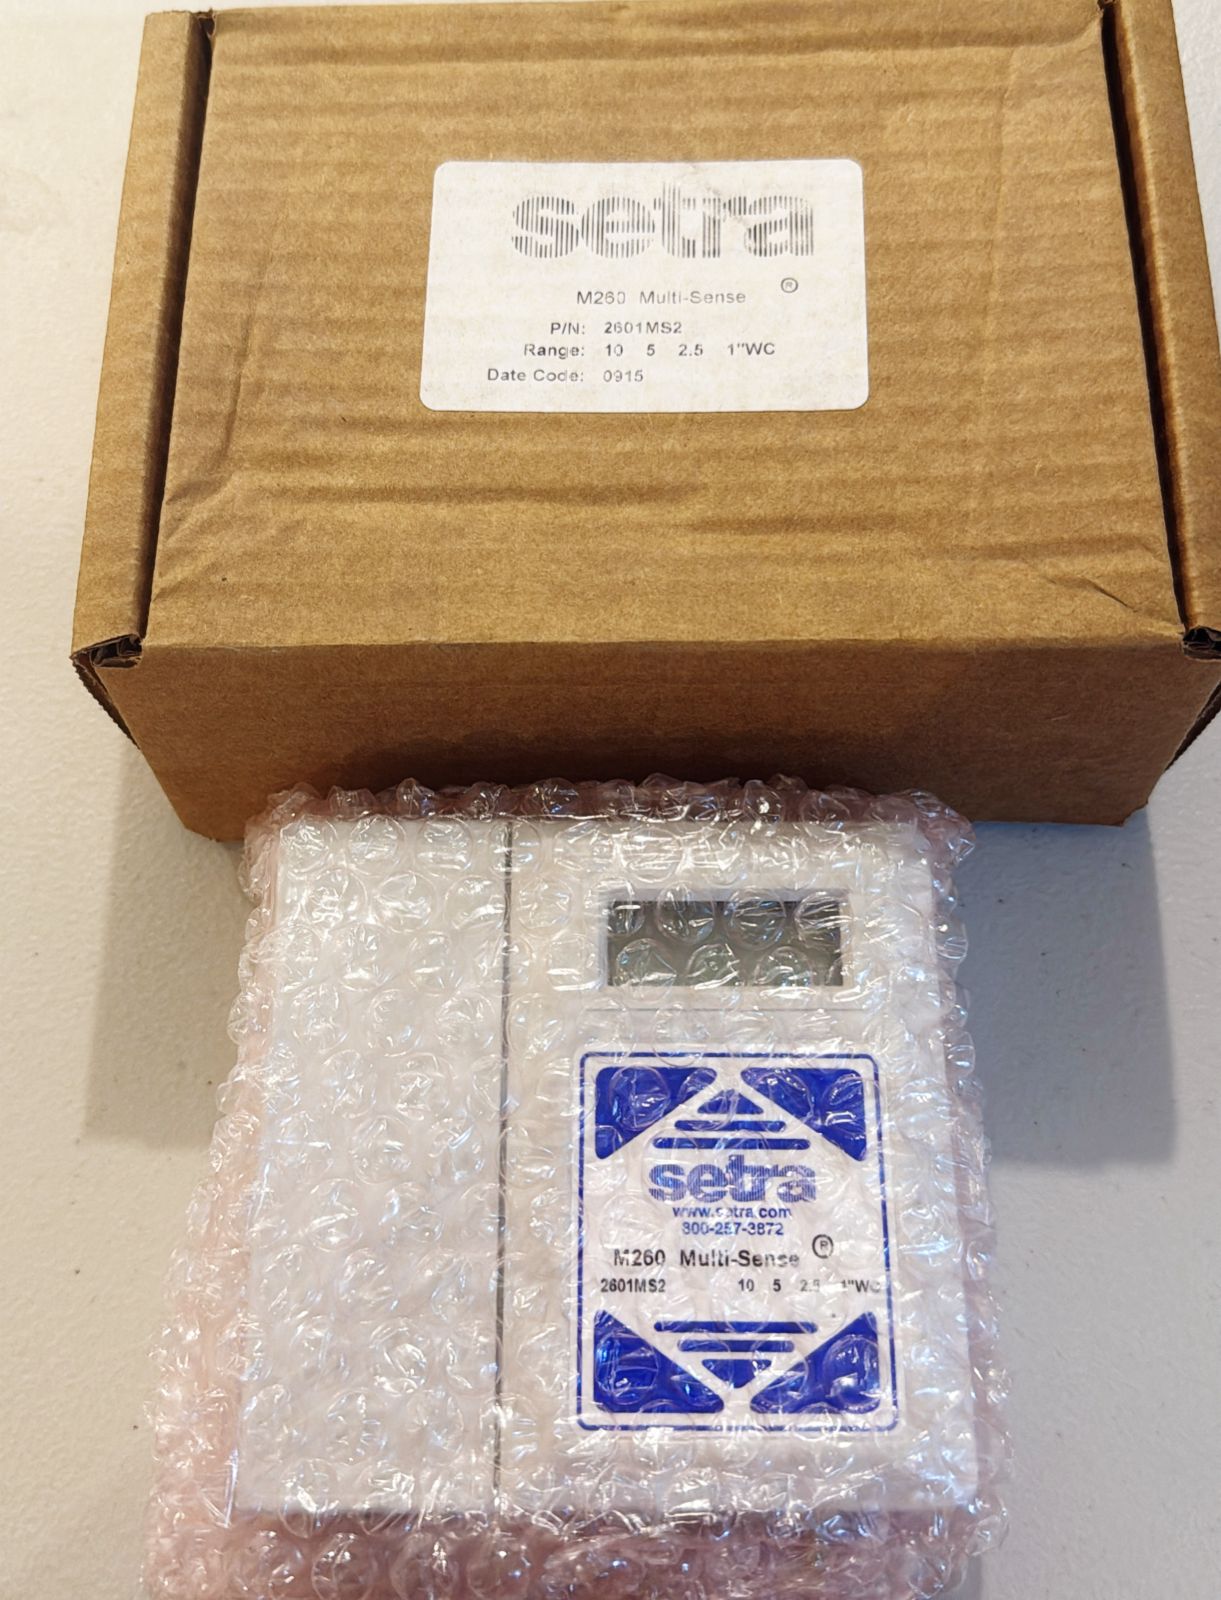 setra
M260 Multi-Sense ®
P/N: 2601MS2
Range: 10 5 2.5 1"WC
Date Code: 0915
setra
www.setra.com
800-257-3872
M260 Multi-Sense ®
2601MS2 10 5 2.5 1"WC